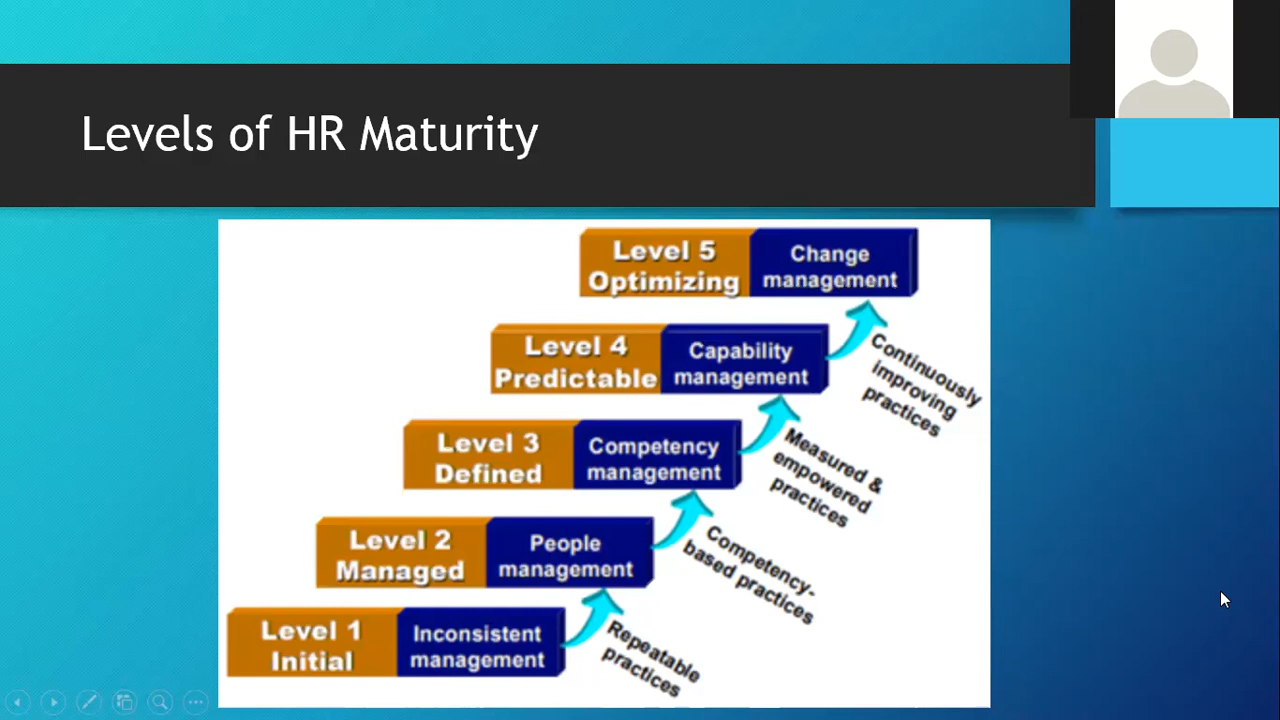 Levels of HR Maturity
Level 5
Optimizing
Change
management
Continuously
improving
practices
Level 4
Predictable
Capability
management
Measured &
empowered
practices
Level 3
Defined
Competency
management
Competency-
based practices
Level 2
Managed
People
management
Repeatable
practices
Level 1
Initial
Inconsistent
management